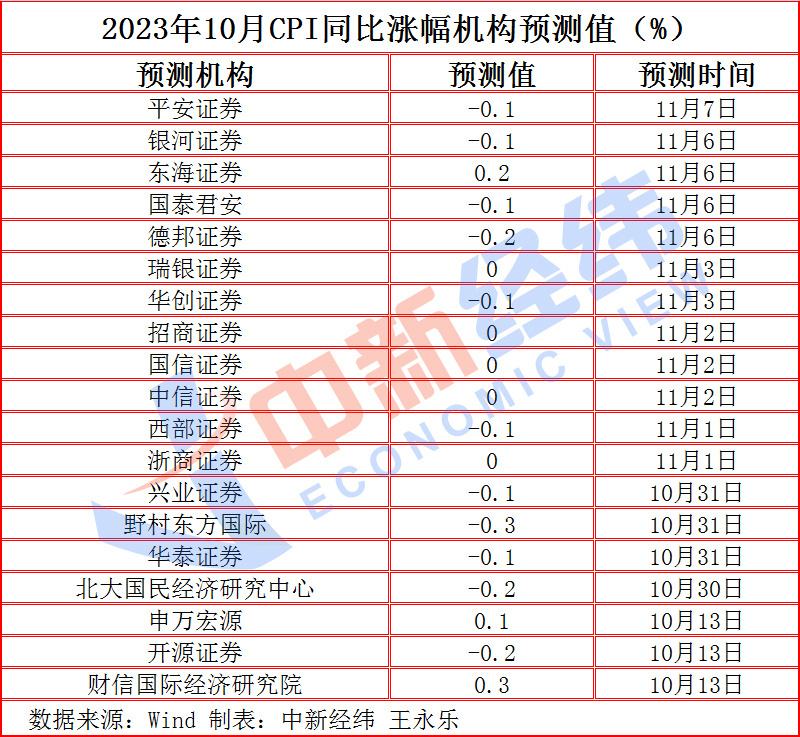 2023年10月CPI同比涨幅机构预测值（%）
预测机构 预测值 预测时间
平安证券 -0.1 11月7日
银河证券 -0.1 11月6日
东海证券 0.2 11月6日
国泰君安 -0.1 11月6日
德邦证券 -0.2 11月6日
瑞银证券 0 11月3日
华创证券 -0.1 11月3日
招商证券 0 11月2日
国信证券 0 11月2日
中信证券 0 11月2日
西部证券 -0.1 11月1日
浙商证券 0 11月1日
兴业证券 -0.1 10月31日
野村东方国际 -0.3 10月31日
华泰证券 -0.1 10月31日
北大国民经济研究中心 -0.2 10月30日
申万宏源 0.1 10月13日
开源证券 -0.2 10月13日
财信国际经济研究院 0.3 10月13日
数据来源：Wind 制表：中新经纬 王永乐
中新经纬
ECONOMIC VIEW